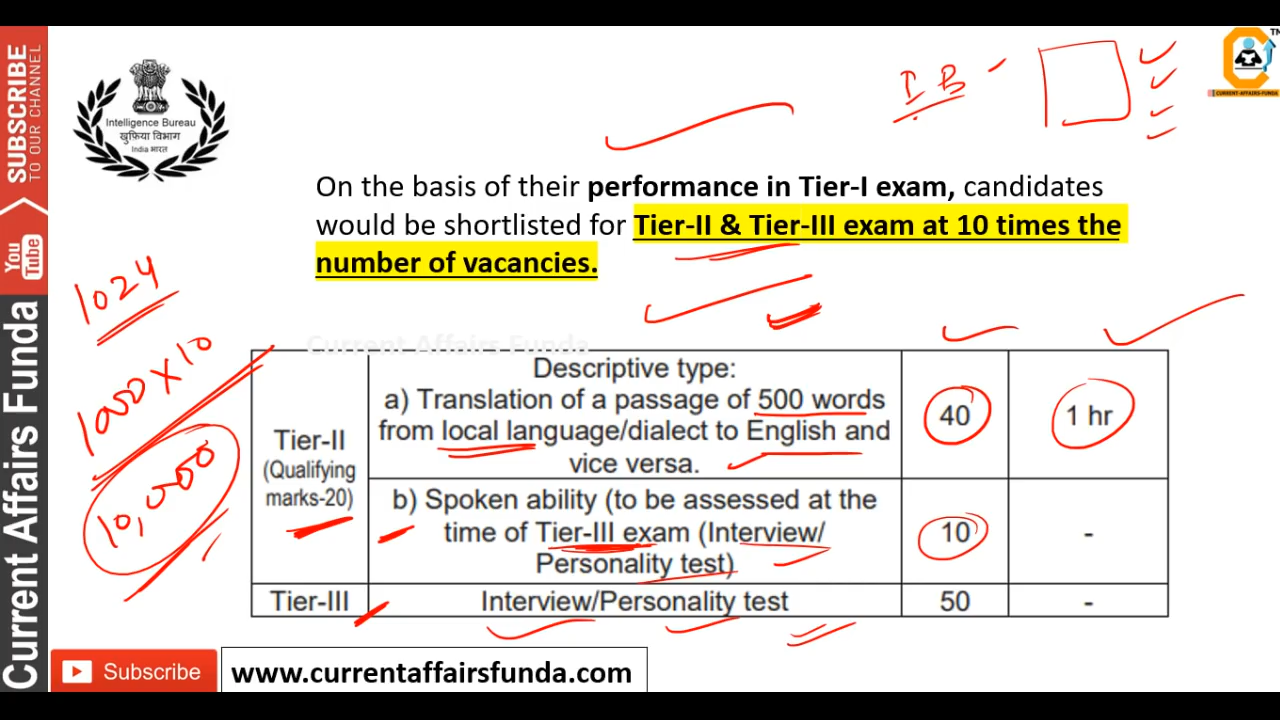 SUBSCRIBE
TO OUR CHANNEL
You
Tube
Current Affairs Funda
Intelligence Bureau
खुफ़िया विभाग
India भारत
I B
TM
CURRENT-AFFAIRS-FUNDA
On the basis of their performance in Tier-I exam, candidates
would be shortlisted for Tier-II & Tier-III exam at 10 times the
number of vacancies.
1024
1000 X 10
10,000
Current Affairs Funda
Tier-II
(Qualifying
marks-20)
Descriptive type:
a) Translation of a passage of 500 words
from local language/dialect to English and
vice versa.
40
1 hr
b) Spoken ability (to be assessed at the
time of Tier-III exam (Interview/
Personality test)
10
-
Tier-III
Interview/Personality test
50
-
Subscribe
www.currentaffairsfunda.com